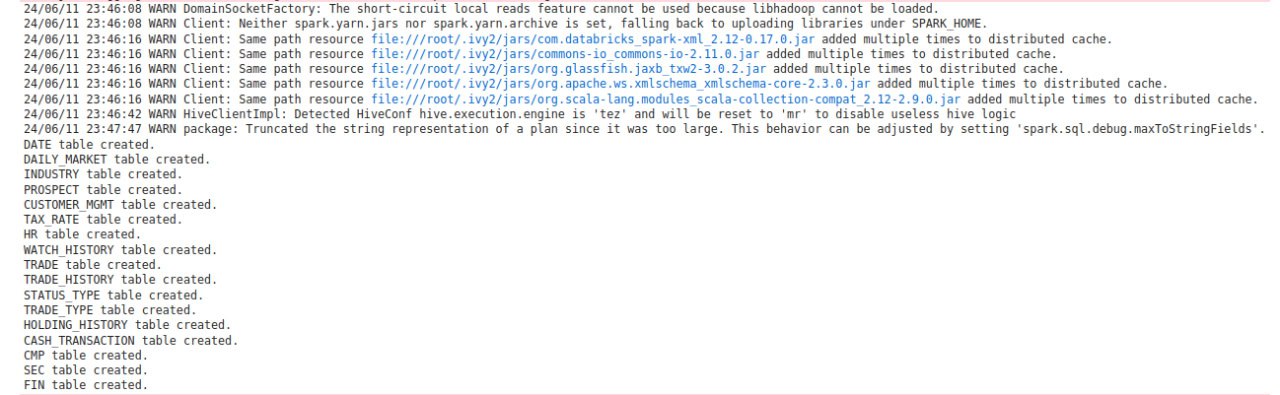 24/06/11 23:46:08 WARN DomainSocketFactory: The short-circuit local reads feature cannot be used because libhadoop cannot be loaded.
24/06/11 23:46:08 WARN Client: Neither spark.yarn.jars nor spark.yarn.archive is set, falling back to uploading libraries under SPARK_HOME.
24/06/11 23:46:16 WARN Client: Same path resource file:///root/.ivy2/jars/com.databricks_spark-xml_2.12-0.17.0.jar added multiple times to distributed cache.
24/06/11 23:46:16 WARN Client: Same path resource file:///root/.ivy2/jars/commons-io_commons-io-2.11.0.jar added multiple times to distributed cache.
24/06/11 23:46:16 WARN Client: Same path resource file:///root/.ivy2/jars/org.glassfish.jaxb_txw2-3.0.2.jar added multiple times to distributed cache.
24/06/11 23:46:16 WARN Client: Same path resource file:///root/.ivy2/jars/org.apache.ws.xmlschema_xmlschema-core-2.3.0.jar added multiple times to distributed cache.
24/06/11 23:46:16 WARN Client: Same path resource file:///root/.ivy2/jars/org.scala-lang.modules_scala-collection-compat_2.12-2.9.0.jar added multiple times to distributed cache.
24/06/11 23:46:42 WARN HiveClientImpl: Detected HiveConf hive.execution.engine is 'tez' and will be reset to 'mr' to disable useless hive logic
24/06/11 23:47:47 WARN package: Truncated the string representation of a plan since it was too large. This behavior can be adjusted by setting 'spark.sql.debug.maxToStringFields'.
DATE table created.
DAILY_MARKET table created.
INDUSTRY table created.
PROSPECT table created.
CUSTOMER_MGMT table created.
TAX_RATE table created.
HR table created.
WATCH_HISTORY table created.
TRADE table created.
TRADE_HISTORY table created.
STATUS_TYPE table created.
TRADE_TYPE table created.
HOLDING_HISTORY table created.
CASH_TRANSACTION table created.
CMP table created.
SEC table created.
FIN table created.